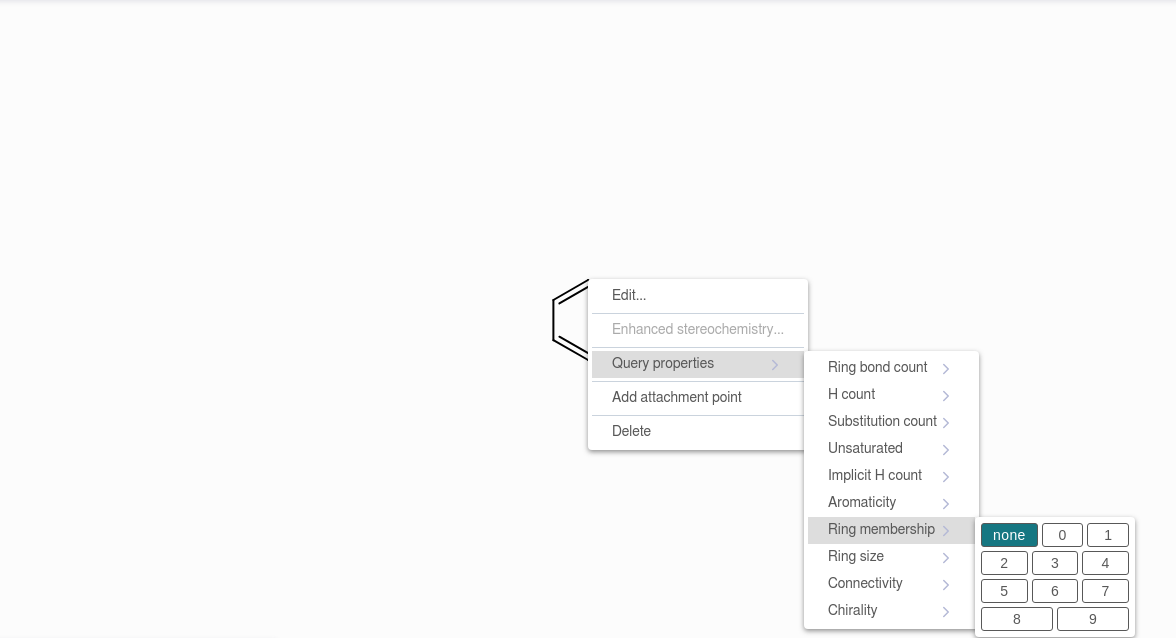 Edit...
Enhanced stereochemistry...
Query properties
Add attachment point
Delete
Ring bond count
H count
Substitution count
Unsaturated
Implicit H count
Aromaticity
Ring membership
Ring size
Connectivity
Chirality
none 0 1
2 3 4
5 6 7
8 9